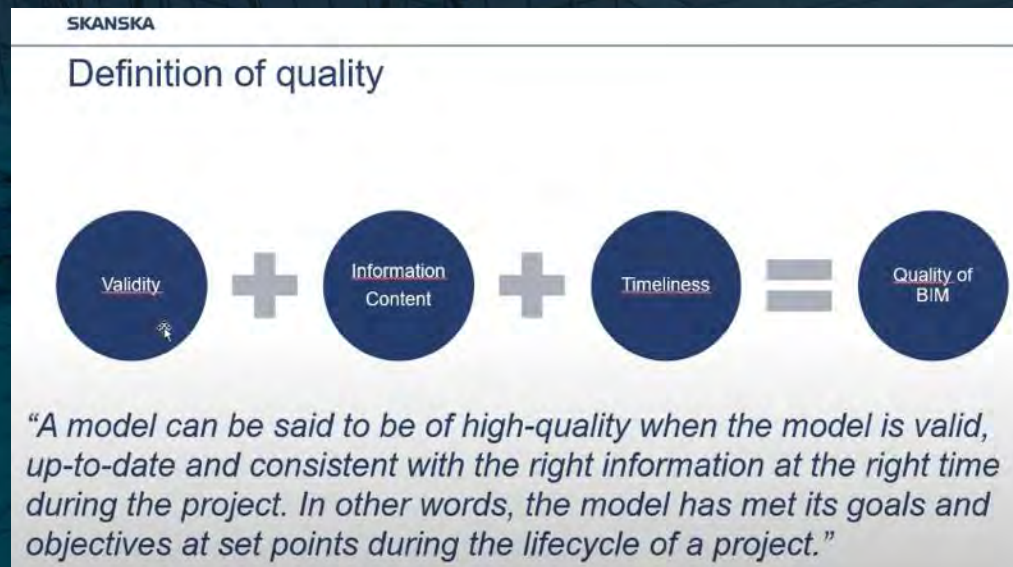 SKANSKA
Definition of quality
Validity
Information
Content
Timeliness
Quality of
BIM
“A model can be said to be of high-quality when the model is valid,
up-to-date and consistent with the right information at the right time
during the project. In other words, the model has met its goals and
objectives at set points during the lifecycle of a project.”